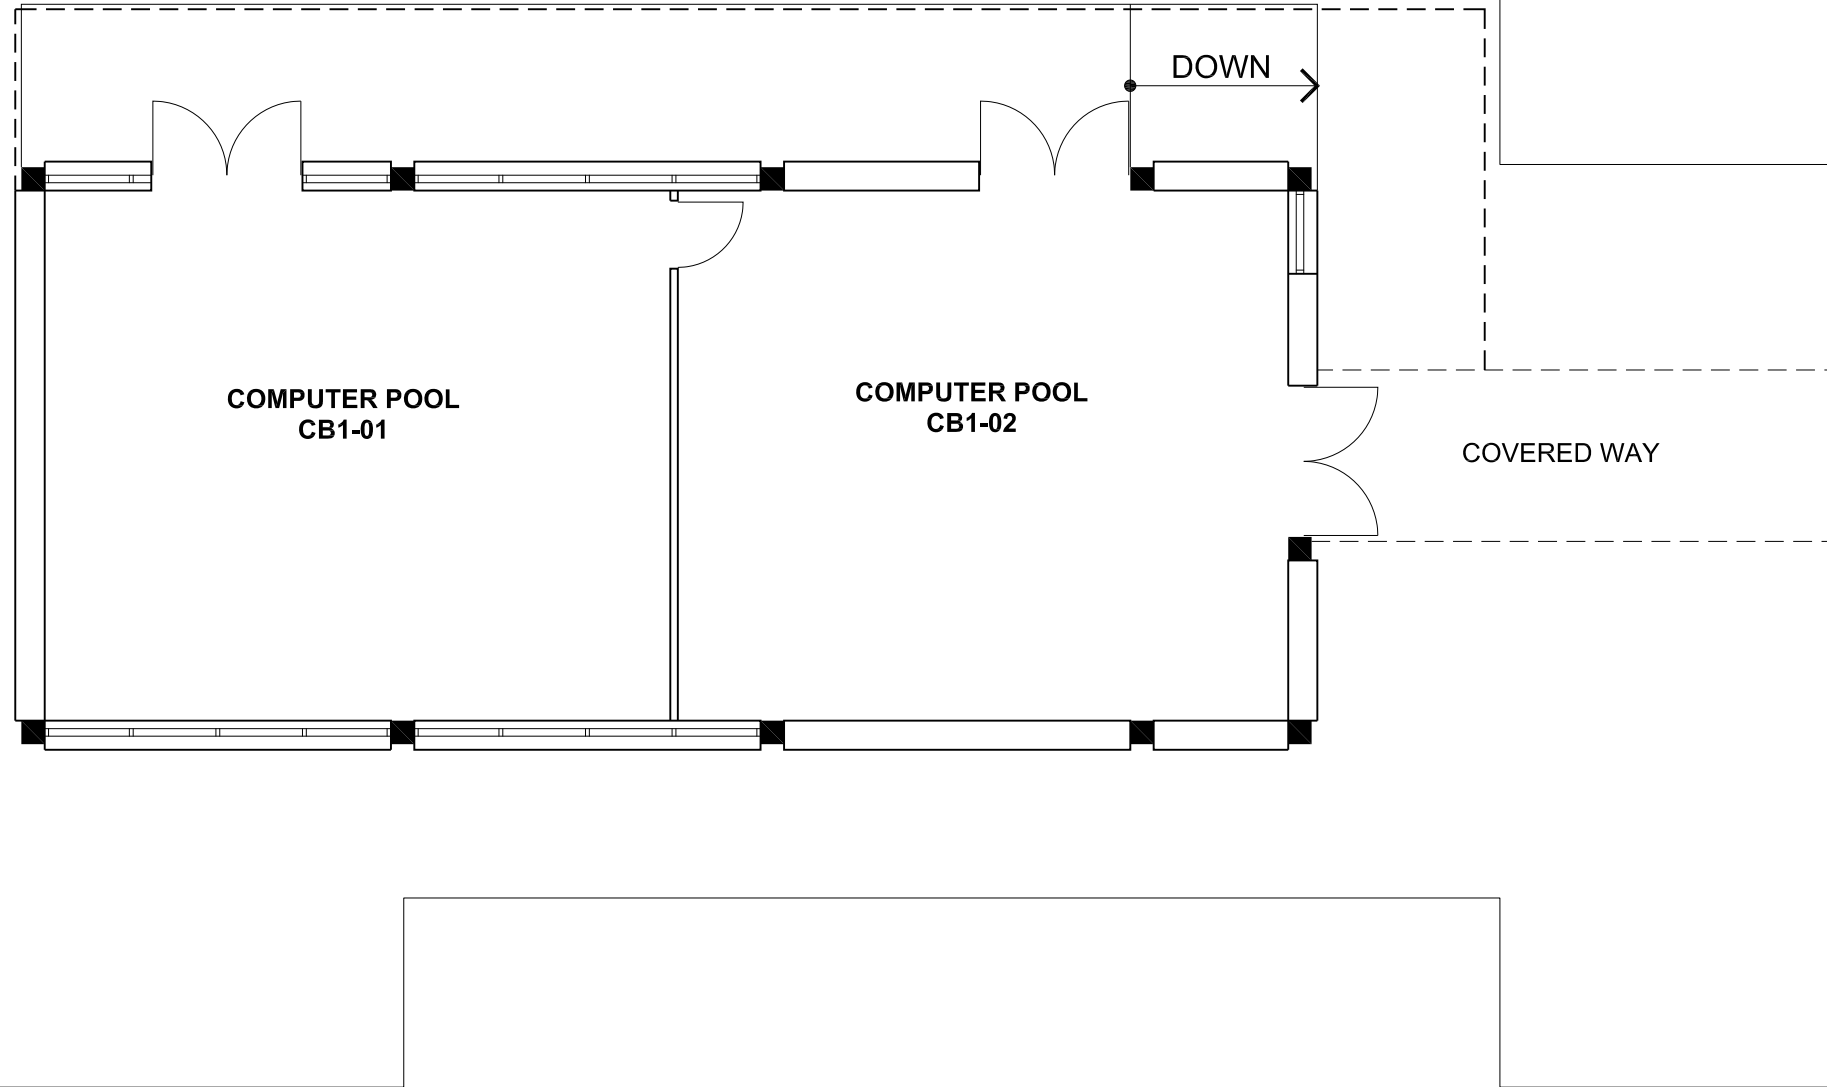 DOWN
COMPUTER POOL
CB1-01
COMPUTER POOL
CB1-02
COVERED WAY